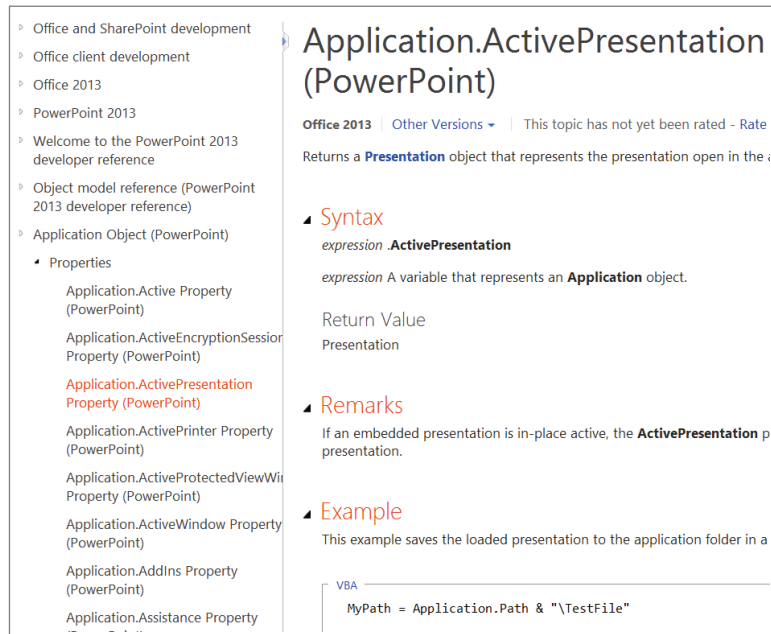 Office and SharePoint development
Office client development
Office 2013
PowerPoint 2013
Welcome to the PowerPoint 2013
developer reference
Object model reference (PowerPoint
2013 developer reference)
Application Object (PowerPoint)
Properties
Application.Active Property
(PowerPoint)
Application.ActiveEncryptionSession
Property (PowerPoint)
Application.ActivePresentation
Property (PowerPoint)
Application.ActivePrinter Property
(PowerPoint)
Application.ActiveProtectedViewWi
Property (PowerPoint)
Application.ActiveWindow Property
(PowerPoint)
Application.AddIns Property
(PowerPoint)
Application.Assistance Property
Application.ActivePresentation
(PowerPoint)
Office 2013 Other Versions This topic has not yet been rated - Rate
Returns a Presentation object that represents the presentation open in the a
Syntax
expression .ActivePresentation
expression A variable that represents an Application object.
Return Value
Presentation
Remarks
If an embedded presentation is in-place active, the ActivePresentation p
presentation.
Example
This example saves the loaded presentation to the application folder in a
VBA
MyPath = Application.Path & "\TestFile"